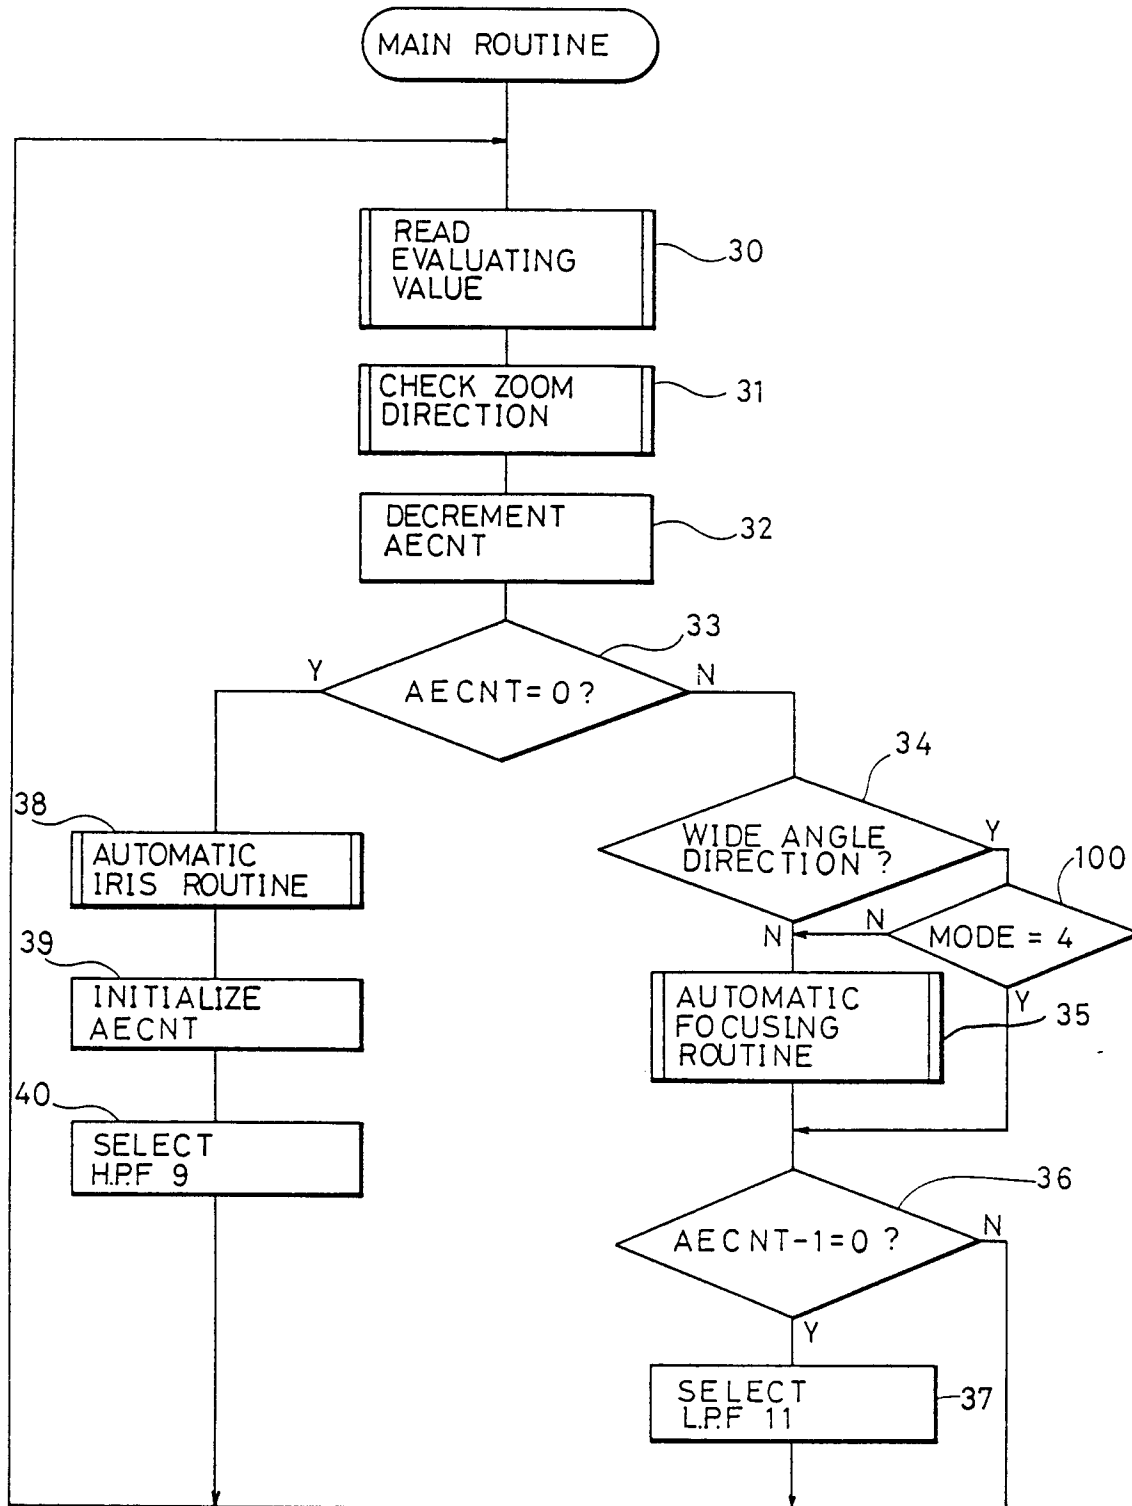 MAIN ROUTINE
READ
EVALUATING
VALUE
30
CHECK ZOOM
DIRECTION
31
DECREMENT
AECNT
32
33
Y
AECNT=0?
N
34
38
AUTOMATIC
IRIS ROUTINE
WIDE ANGLE
DIRECTION ?
Y
100
N
N
MODE = 4
Y
39
INITIALIZE
AECNT
AUTOMATIC
FOCUSING
ROUTINE
35
40
SELECT
H.P.F 9
36
AECNT-1=0 ?
N
Y
SELECT
L.P.F 11
37